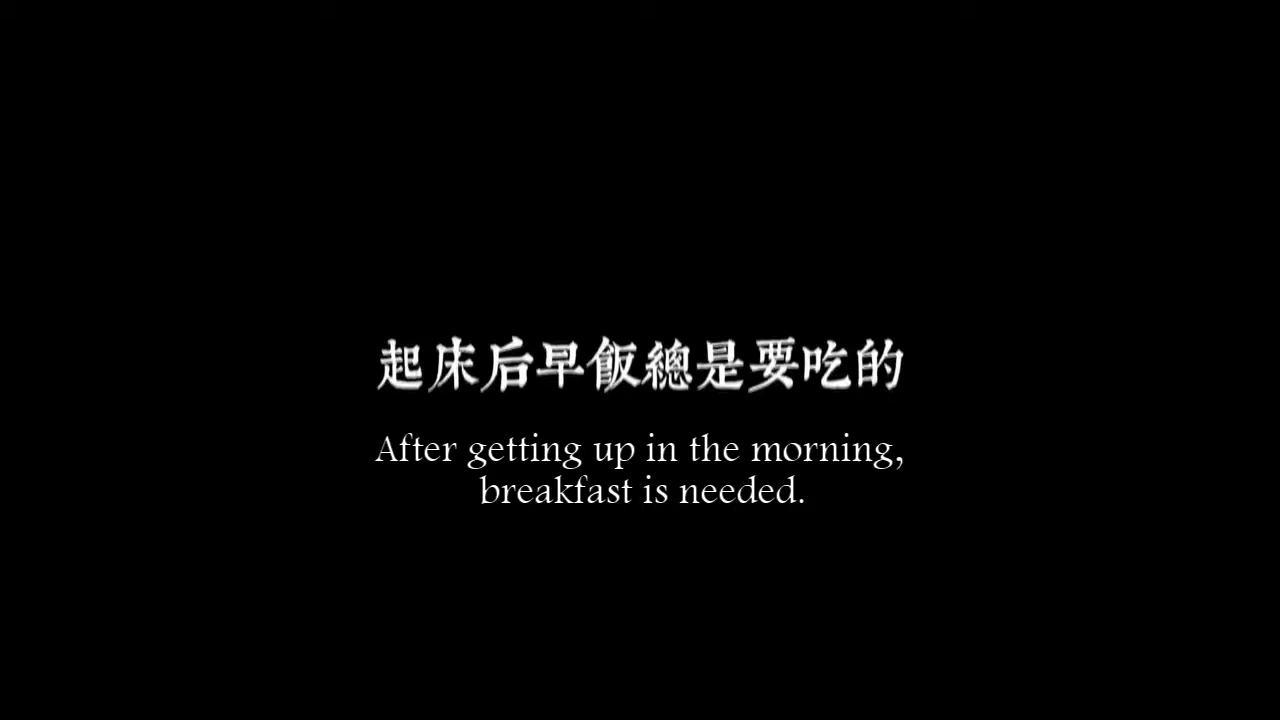 起床后早飯總是要吃的
After getting up in the morning,
breakfast is needed.